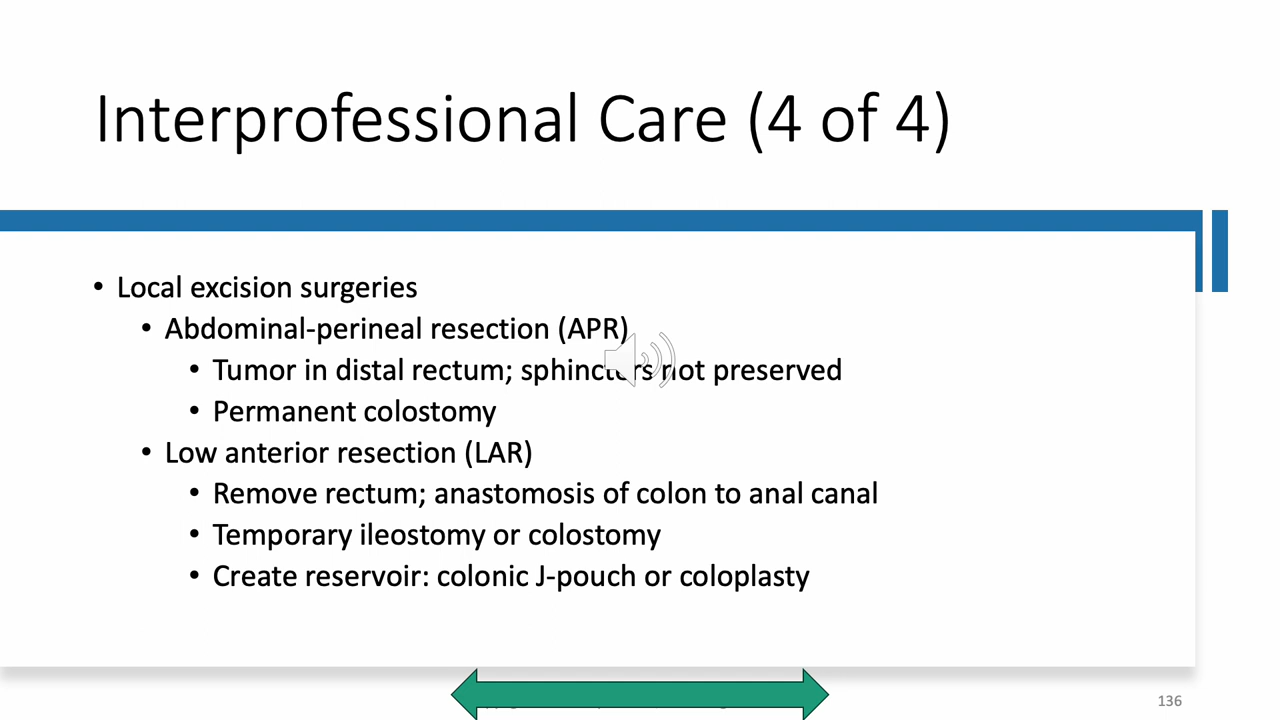 Interprofessional Care (4 of 4)
• Local excision surgeries
• Abdominal-perineal resection (APR)
• Tumor in distal rectum; sphincters not preserved
• Permanent colostomy
• Low anterior resection (LAR)
• Remove rectum; anastomosis of colon to anal canal
• Temporary ileostomy or colostomy
• Create reservoir: colonic J-pouch or coloplasty
136